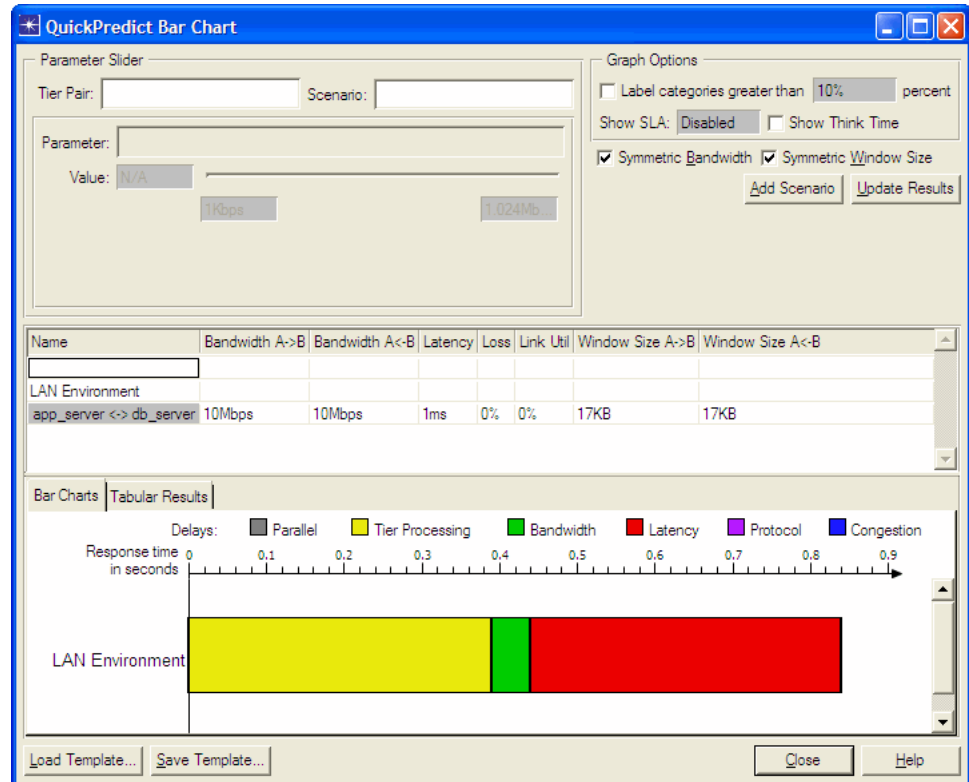 QuickPredict Bar Chart
Parameter Slider
Tier Pair:
Scenario:
Parameter:
Value: N/A
1Kbps
1.024Mb...
Graph Options
Label categories greater than 10% percent
Show SLA: Disabled Show Think Time
Symmetric Bandwidth Symmetric Window Size
Add Scenario Update Results
Name Bandwidth A->B Bandwidth A<-B Latency Loss Link Util Window Size A->B Window Size A<-B
LAN Environment
app_server <-> db_server 10Mbps 10Mbps 1ms 0% 0% 17KB 17KB
Bar Charts Tabular Results
Delays: Parallel Tier Processing Bandwidth Latency Protocol Congestion
Response time
in seconds
0 0.1 0.2 0.3 0.4 0.5 0.6 0.7 0.8 0.9
LAN Environment
Load Template... Save Template... Close Help